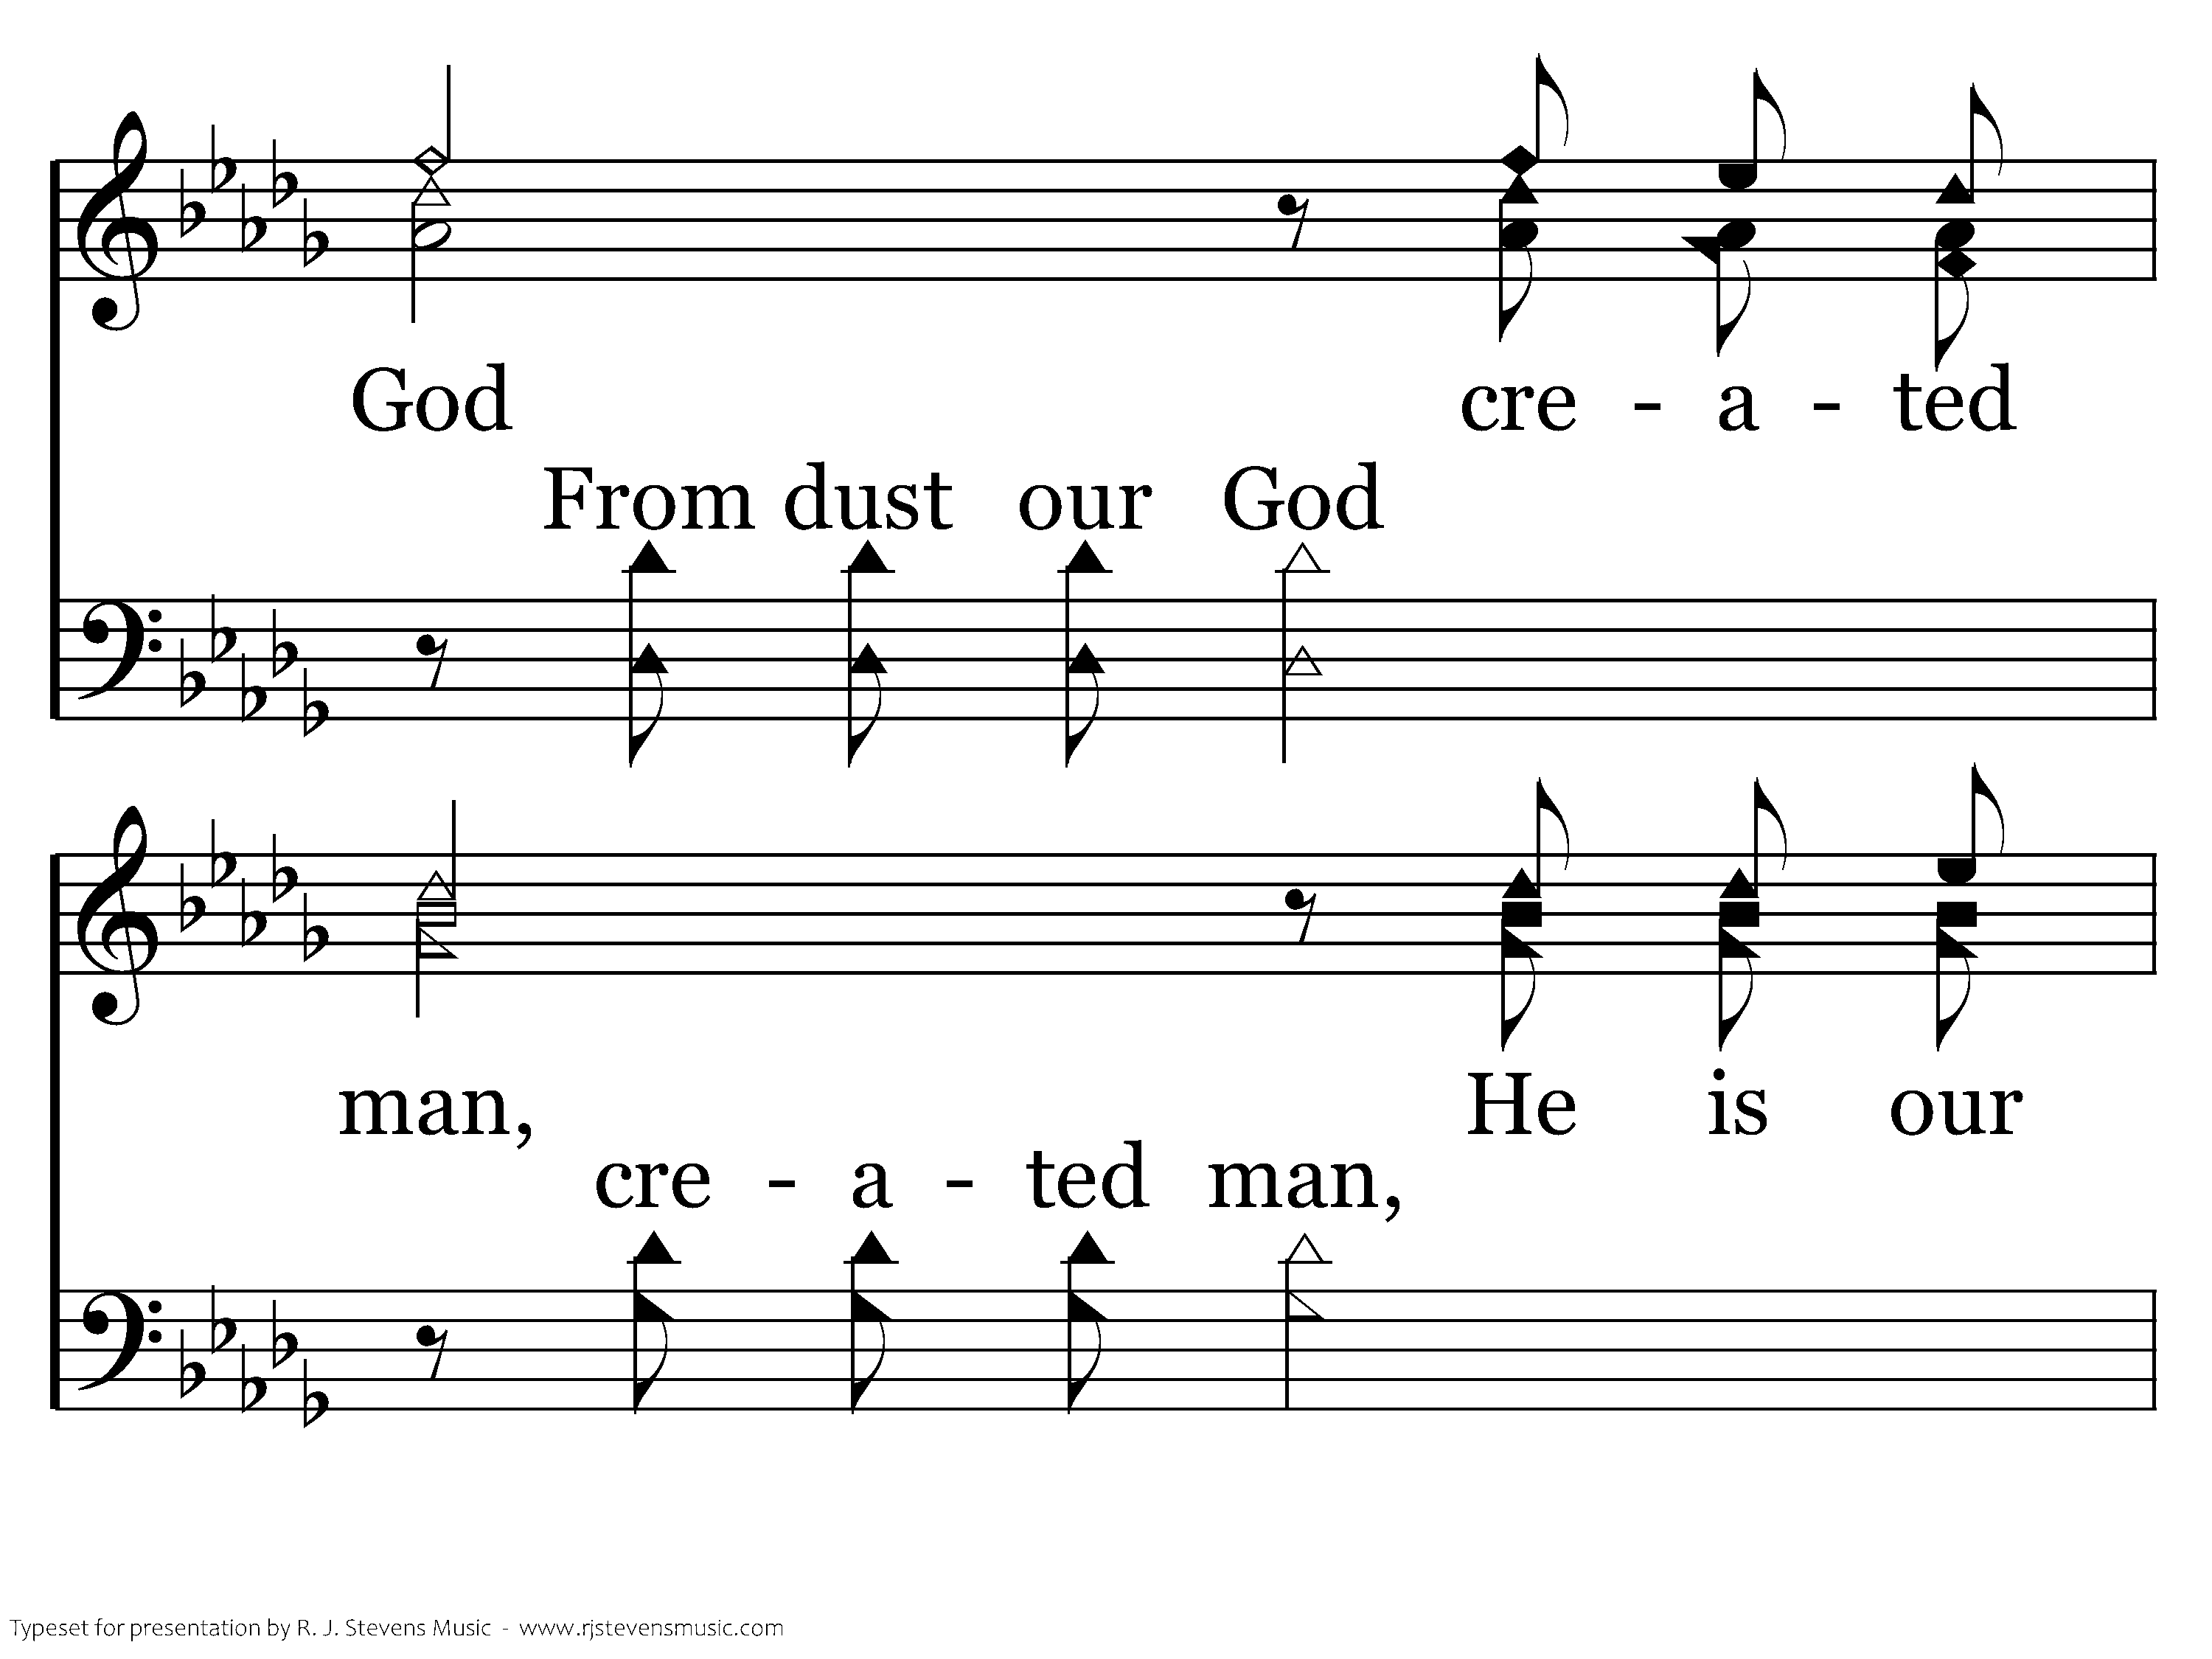 God cre - a - ted
From dust our God
man, He is our
cre - a - ted man,
Typeset for presentation by R. J. Stevens Music - www.rjstevensmusic.com